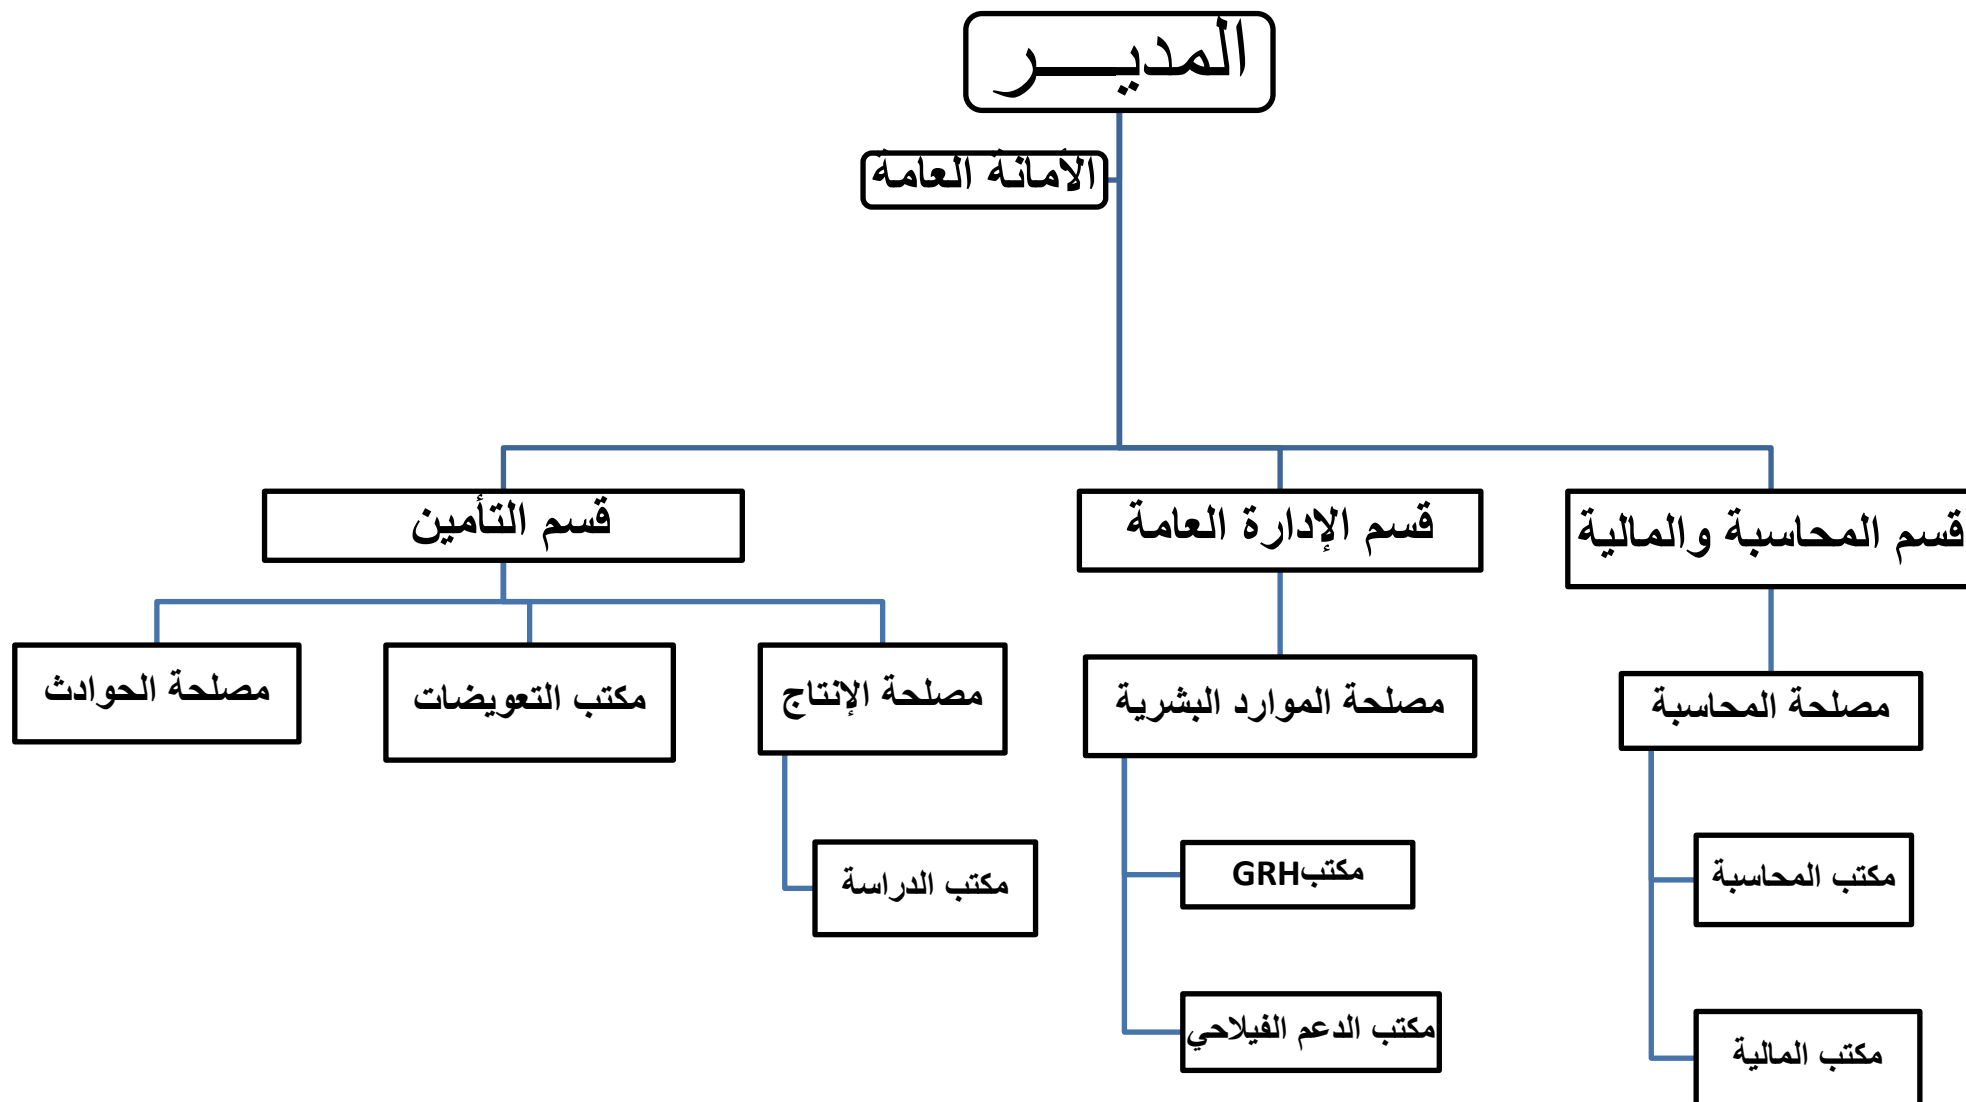 المديـــــر
الأمانة العامة
قسم المحاسبة والمالية
قسم الإدارة العامة
قسم التأمين
مصلحة المحاسبة
مصلحة الموارد البشرية
مصلحة الإنتاج
مكتب التعويضات
مصلحة الحوادث
مكتب المحاسبة
مكتبGRH
مكتب الدراسة
مكتب المالية
مكتب الدعم الفيلاحي